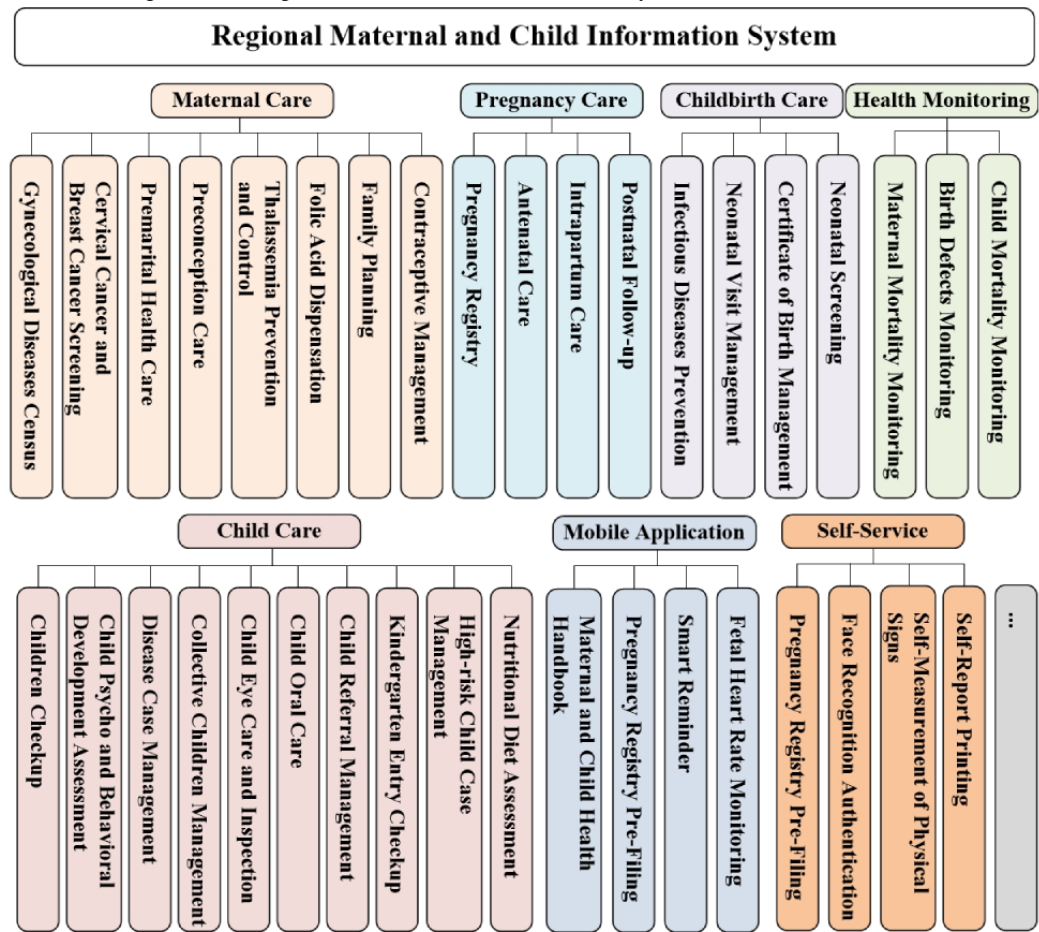 Regional Maternal and Child Information System
Maternal Care
Pregnancy Care
Childbirth Care
Health Monitoring
Gynecological Diseases Census
Cervical Cancer and
Breast Cancer Screening
Premarital Health Care
Preconception Care
Thalassemia Prevention
and Control
Folic Acid Dispensation
Family Planning
Contraceptive Management
Pregnancy Registry
Antenatal Care
Intrapartum Care
Postnatal Follow-up
Infectious Diseases Prevention
Neonatal Visit Management
Certificate of Birth Management
Neonatal Screening
Maternal Mortality Monitoring
Birth Defects Monitoring
Child Mortality Monitoring
Child Care
Mobile Application
Self-Service
Children Checkup
Child Psycho and Behavioral
Development Assessment
Disease Case Management
Collective Children Management
Child Eye Care and Inspection
Child Oral Care
Child Referral Management
Kindergarten Entry Checkup
High-risk Child Case
Management
Nutritional Diet Assessment
Maternal and Child Health
Handbook
Pregnancy Registry Pre-Filing
Smart Reminder
Fetal Heart Rate Monitoring
Pregnancy Registry Pre-Filing
Face Recognition Authentication
Self-Measurement of Physical
Signs
Self-Report Printing
...